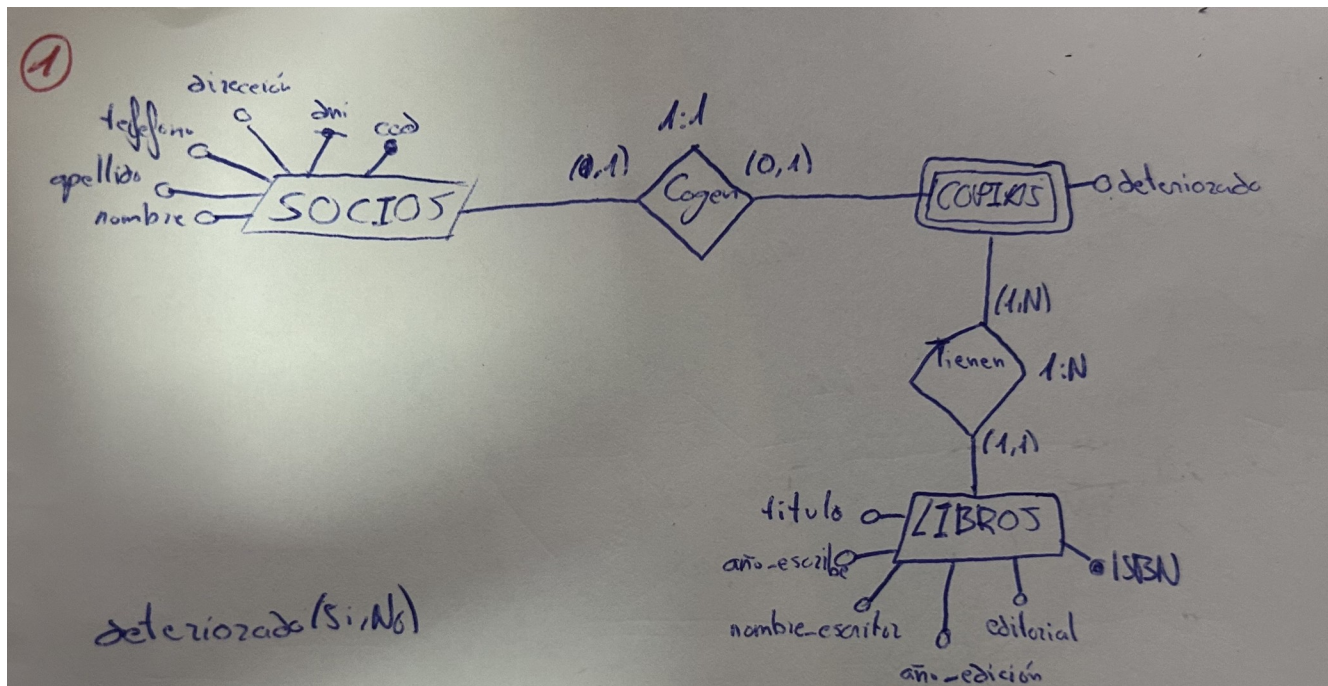 1
dirección
teléfono
dni
cod
apellido
nombre
SOCIOS
1:1
(0,1)
Cogen
(0,1)
COPIAS
deteriorado
(1,N)
Tienen
1:N
(1,1)
LIBROS
titulo
año_escribe
nombre_escritor
año_edición
editorial
ISBN
deteriorado (Si, No)